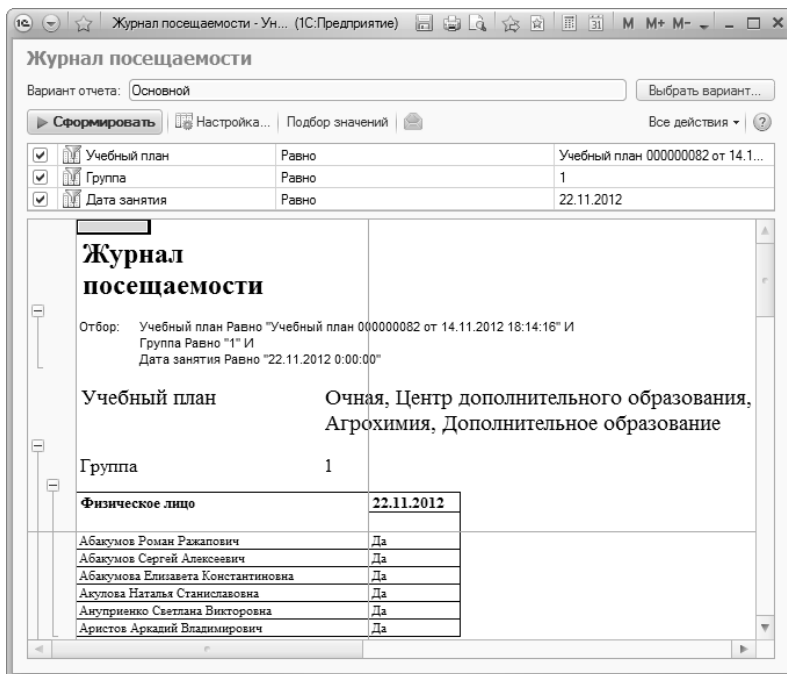 1С Журнал посещаемости - Ун... (1С:Предприятие) 31 M M+ M-
Журнал посещаемости
Вариант отчета: Основной Выбрать вариант...
Сформировать Настройка... Подбор значений Все действия ?
Учебный план Равно Учебный план 000000082 от 14.1...
Группа Равно 1
Дата занятия Равно 22.11.2012
Журнал
посещаемости
Отбор: Учебный план Равно "Учебный план 000000082 от 14.11.2012 18:14:16" И
Группа Равно "1" И
Дата занятия Равно "22.11.2012 0:00:00"
Учебный план Очная, Центр дополнительного образования,
Агрохимия, Дополнительное образование
Группа 1
Физическое лицо 22.11.2012
Абакумов Роман Ражапович Да
Абакумов Сергей Алексеевич Да
Абакумова Елизавета Константиновна Да
Акулова Наталья Станиславовна Да
Ануприенко Светлана Викторовна Да
Аристов Аркадий Владимирович Да